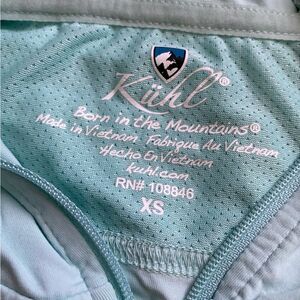 Kühl®
Born in the Mountains®
Made in Vietnam Fabriqué Au Vietnam
Hecho En Vietnam
kuhl.com
RN# 108846
XS